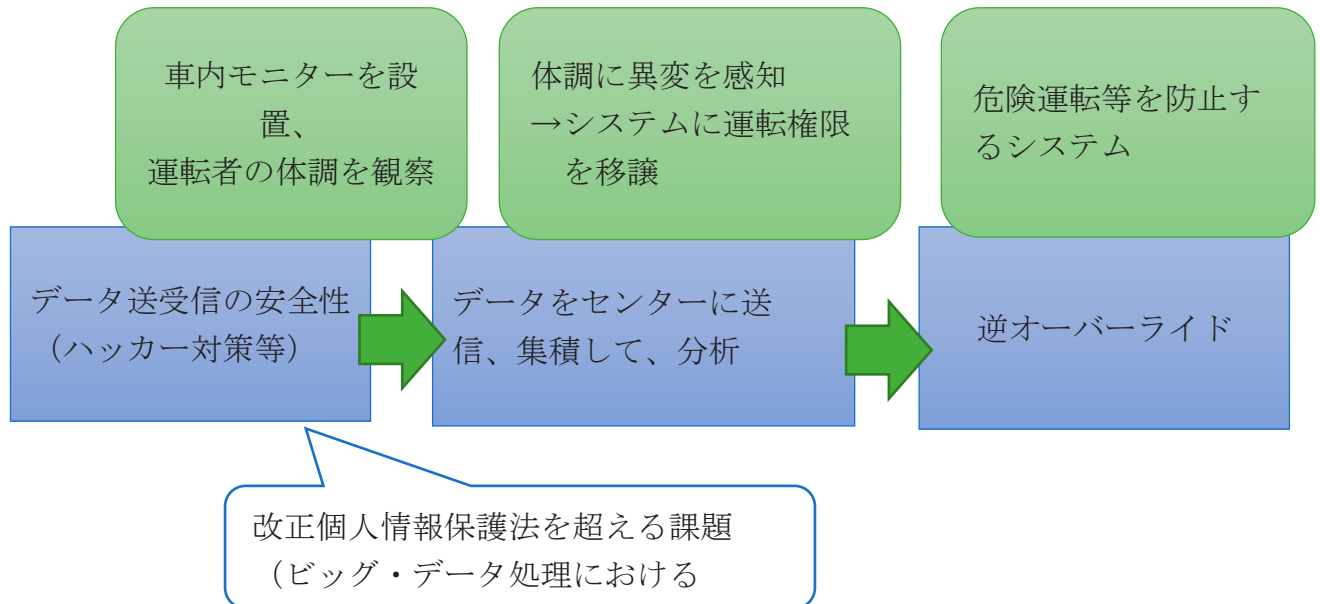 車内モニターを設
置、
運転者の体調を観察
体調に異変を感知
→システムに運転権限
を移譲
危険運転等を防止す
るシステム
データ送受信の安全性
(ハッカー対策等)
データをセンターに送
信、集積して、分析
逆オーバーライド
改正個人情報保護法を超える課題
(ビッグ・データ処理における